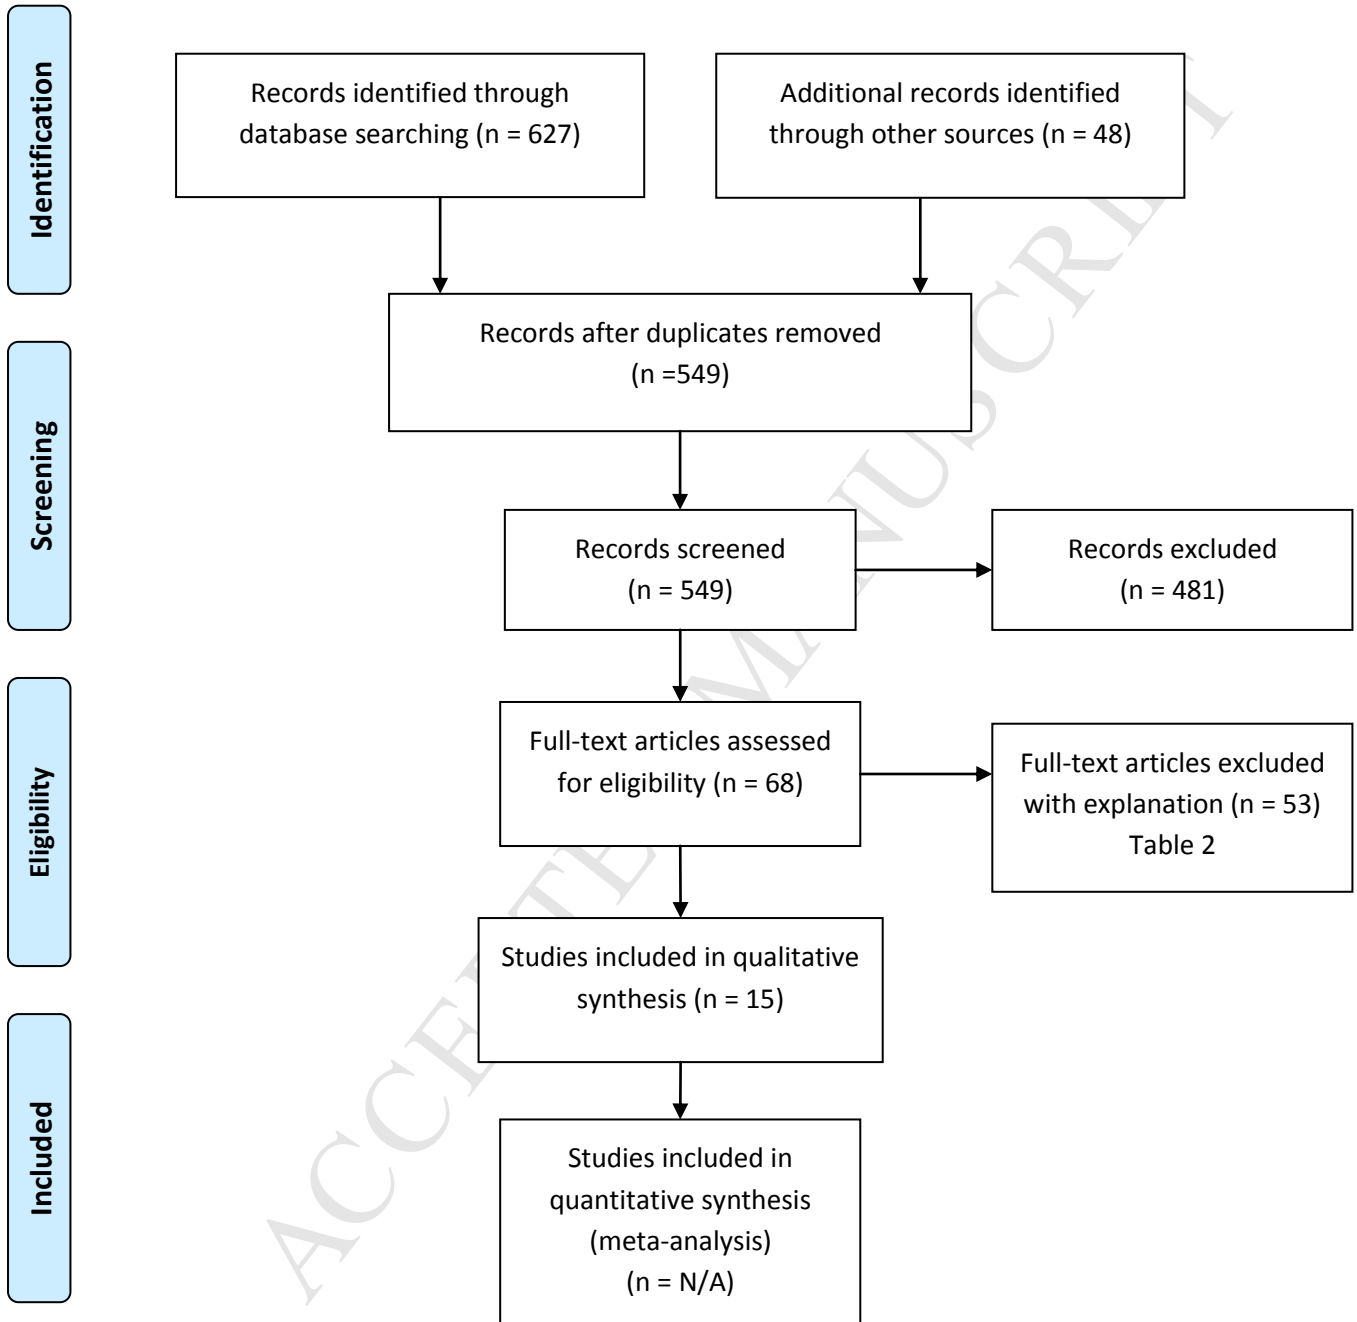 Identification
Records identified through
database searching (n = 627)
Additional records identified
through other sources (n = 48)
Records after duplicates removed
(n =549)
Screening
Records screened
(n = 549)
Records excluded
(n = 481)
Eligibility
Full-text articles assessed
for eligibility (n = 68)
Full-text articles excluded
with explanation (n = 53)
Table 2
Studies included in qualitative
synthesis (n = 15)
Included
Studies included in
quantitative synthesis
(meta-analysis)
(n = N/A)
ACCEPTED MANUSCRIPT